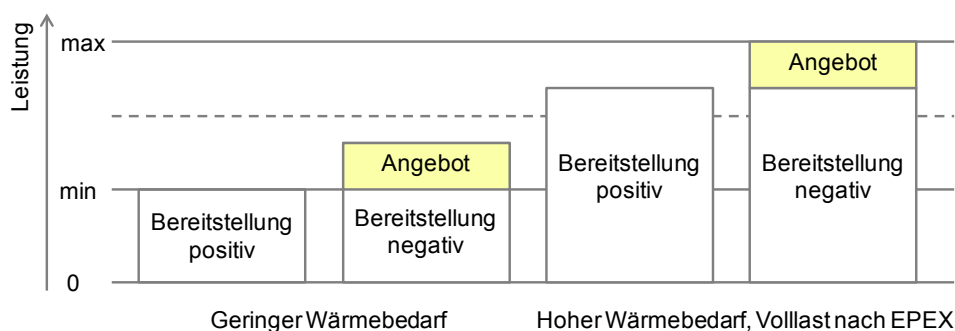 Leistung
max
Angebot
Angebot
Bereitstellung
positiv
Bereitstellung
negativ
min
Bereitstellung
positiv
Bereitstellung
negativ
0
Geringer Wärmebedarf
Hoher Wärmebedarf, Volllast nach EPEX